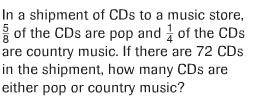 In a shipment of CDs to a music store,
5/8 of the CDs are pop and 1/4 of the CDs
are country music. If there are 72 CDs
in the shipment, how many CDs are
either pop or country music?